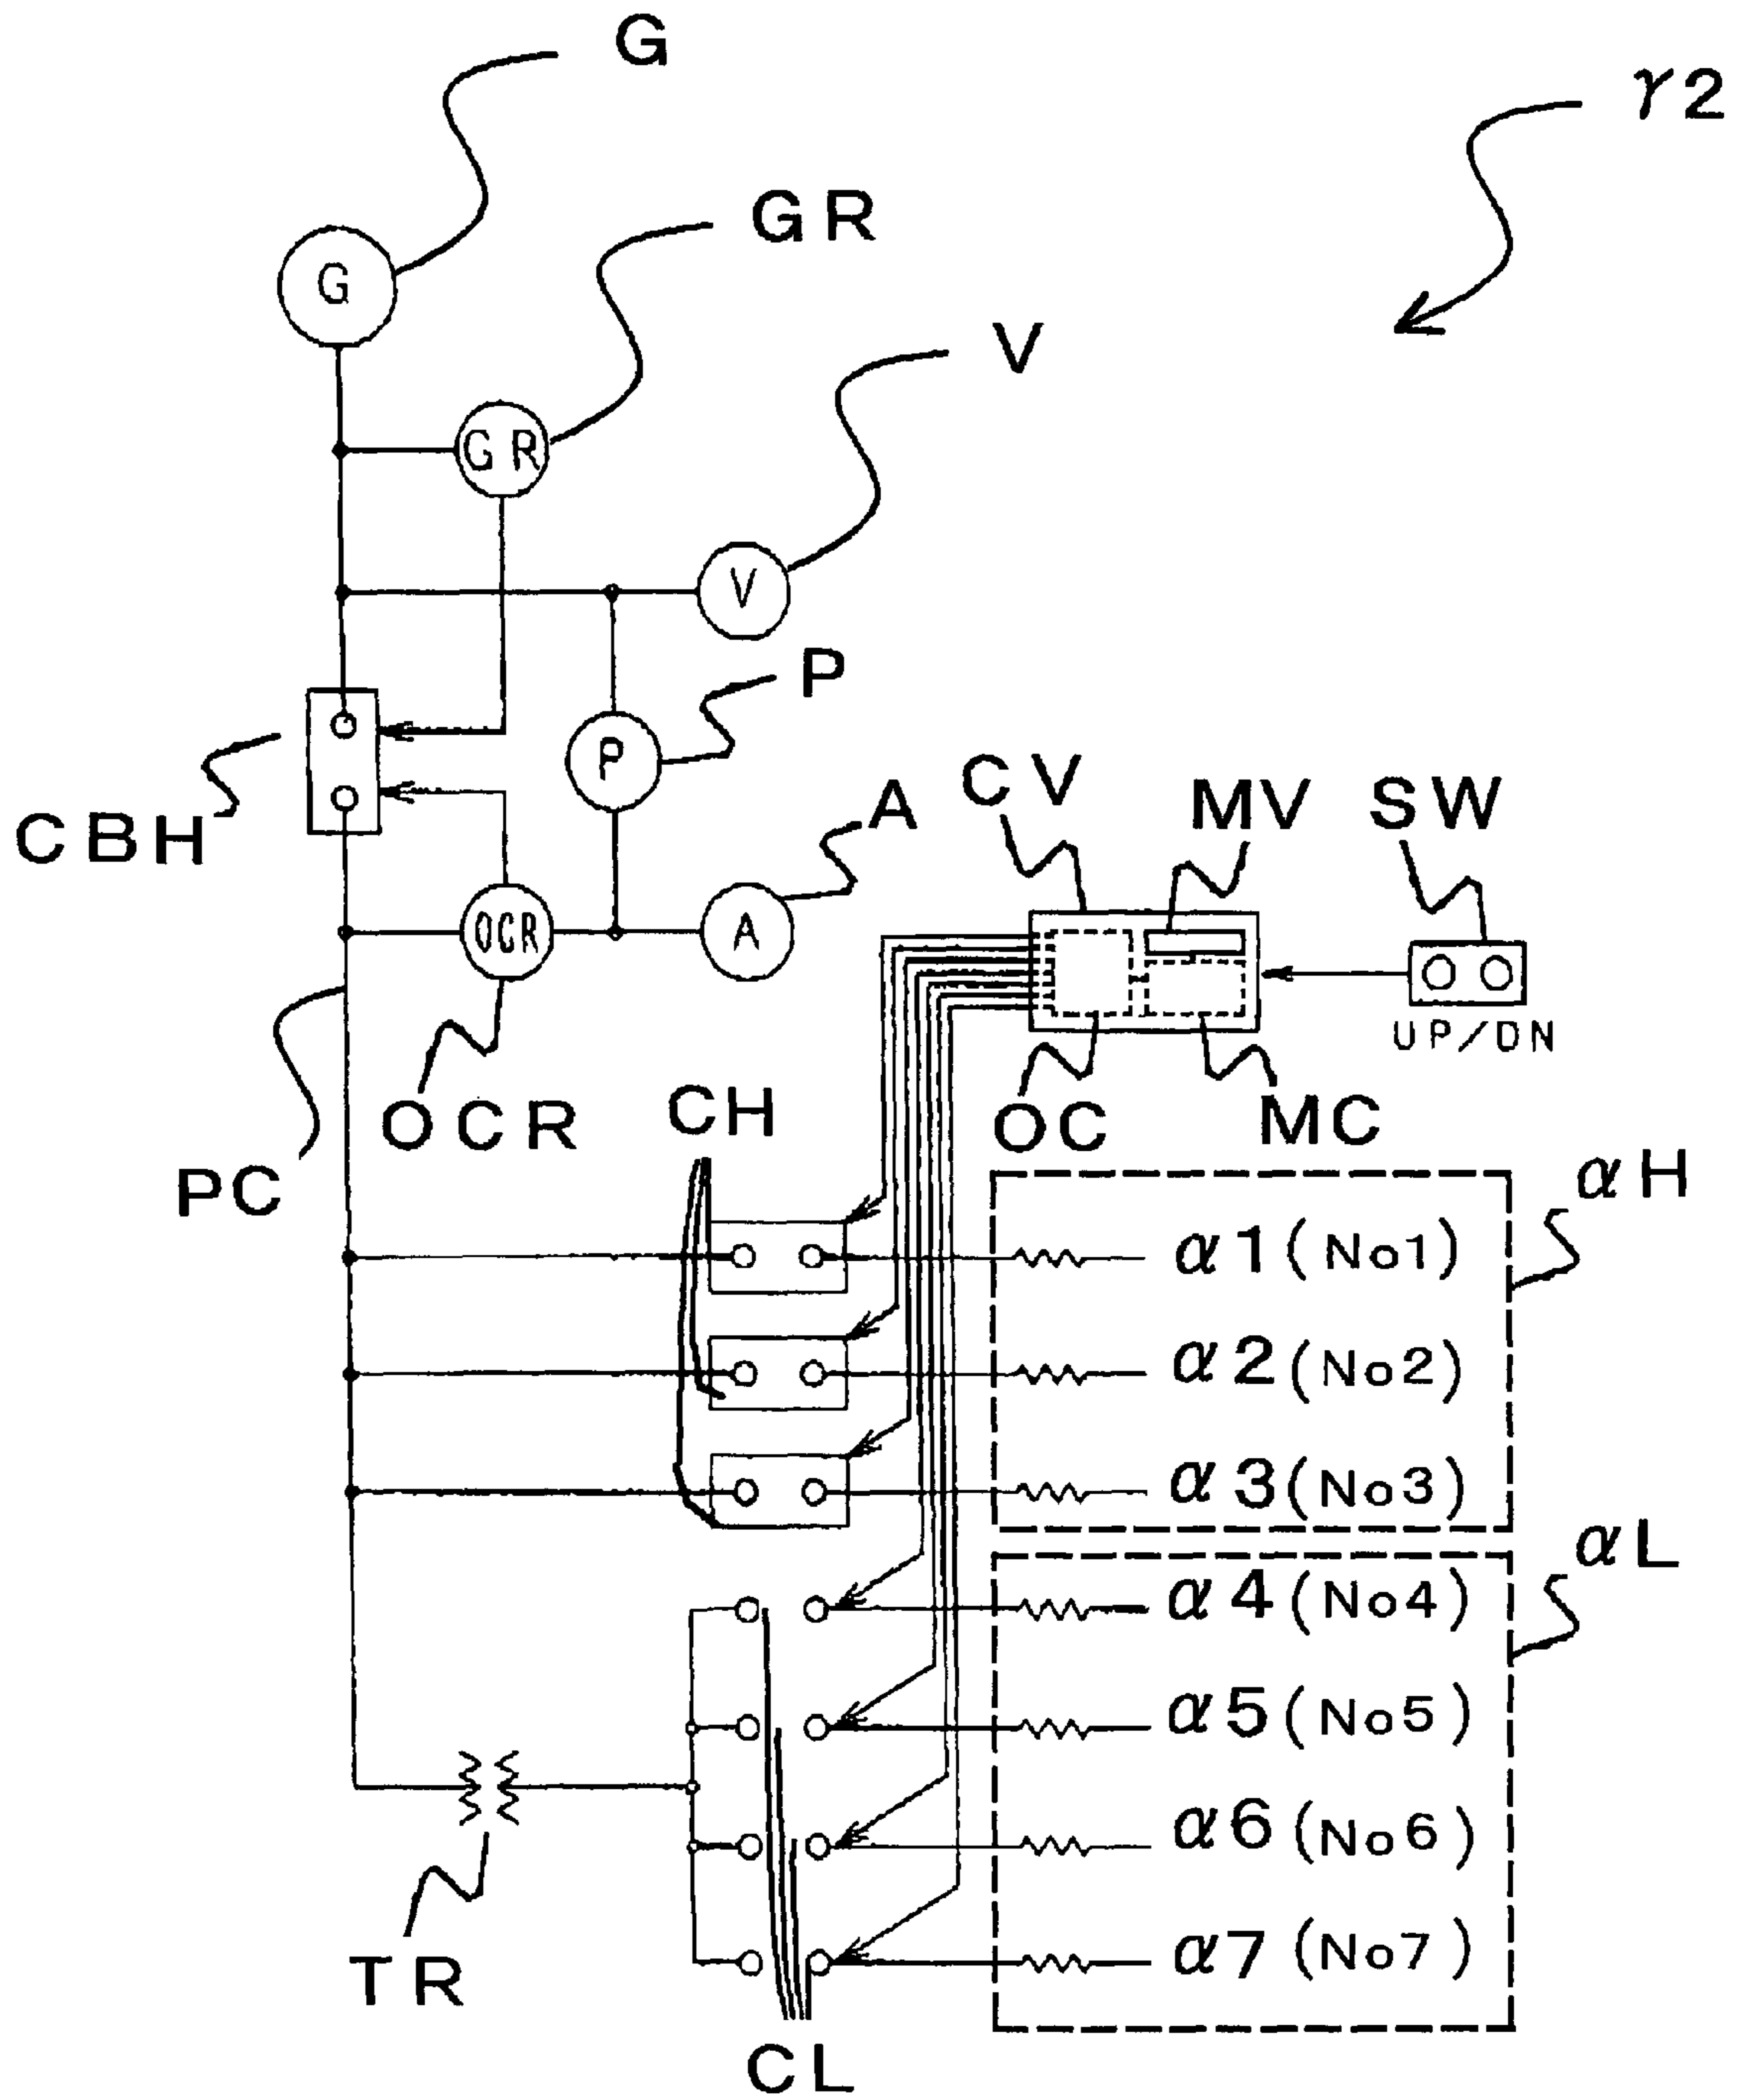 G
γ2
GR
G
V
GR
V
P
P
CBH
A
CV
MV
SW
OCR
A
UP/DN
OCR
CH
OC
MC
PC
αH
α1(No1)
α2(No2)
α3(No3)
αL
α4(No4)
α5(No5)
α6(No6)
α7(No7)
TR
CL